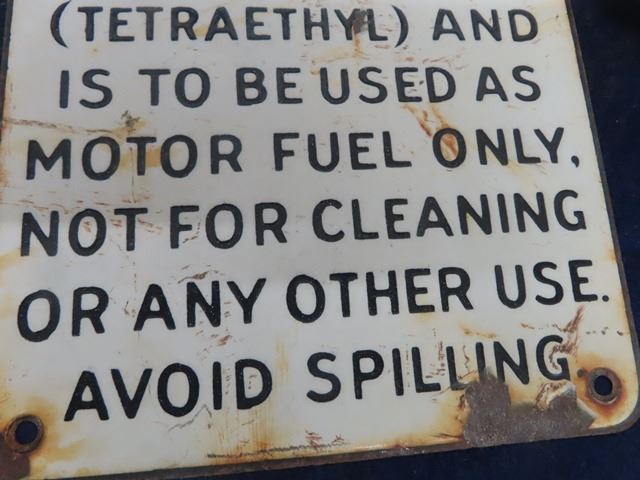 (TETRAETHYL) AND
IS TO BE USED AS
MOTOR FUEL ONLY,
NOT FOR CLEANING
OR ANY OTHER USE.
AVOID SPILLING.